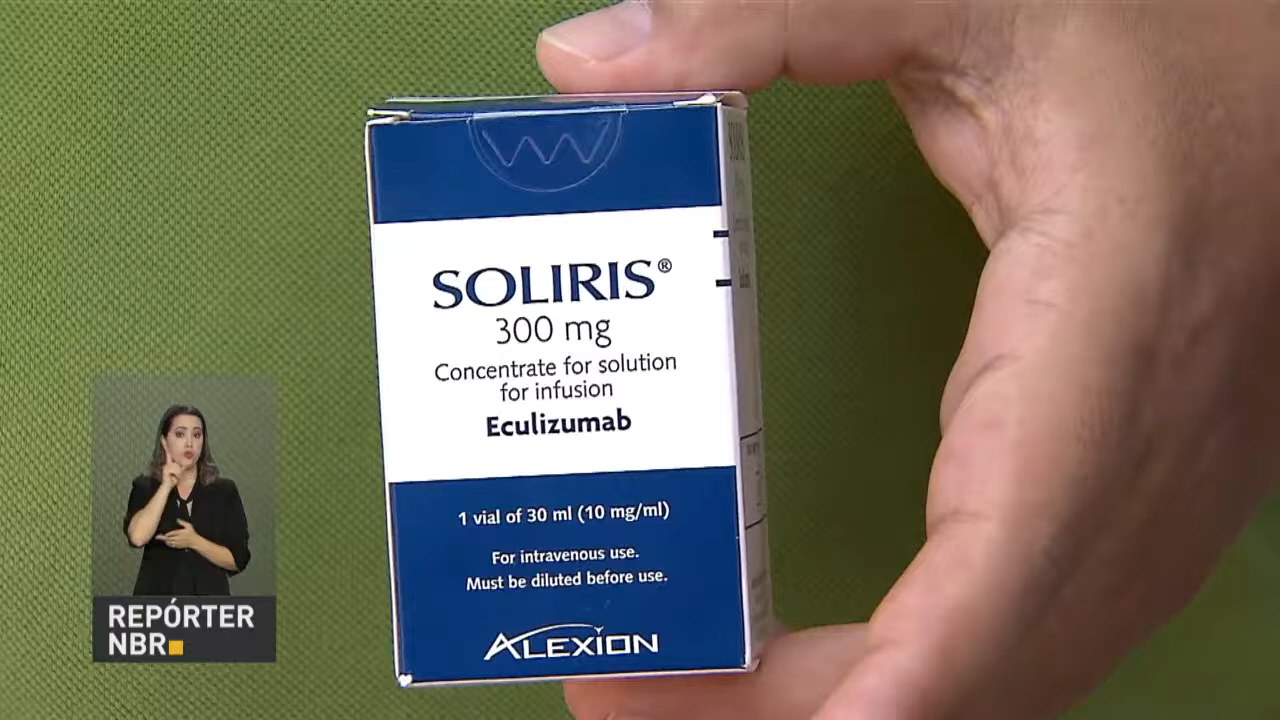 SOLIRIS®
300 mg
Concentrate for solution
for infusion
Eculizumab
1 vial of 30 ml (10 mg/ml)
For intravenous use.
Must be diluted before use.
ALEXION
REPÓRTER
NBR